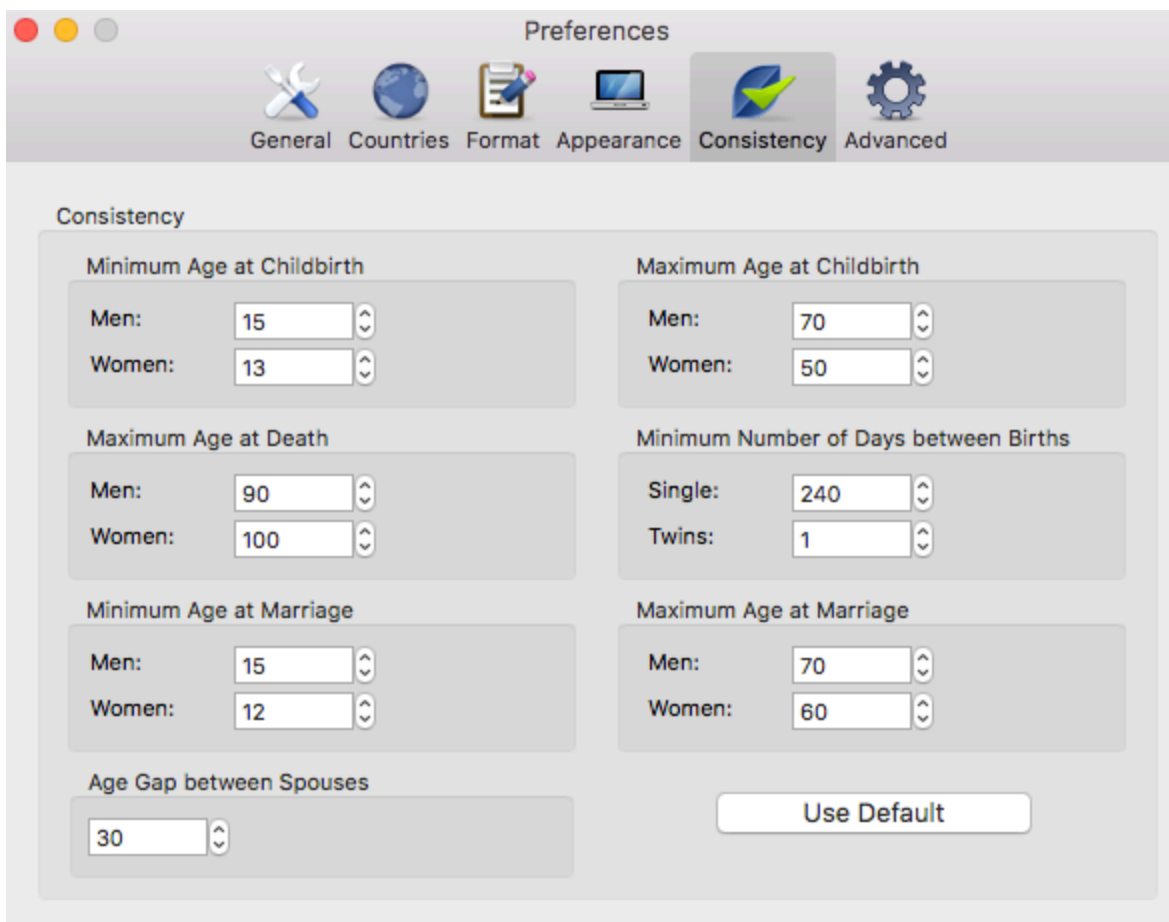 Preferences
General Countries Format Appearance Consistency Advanced
Consistency
Minimum Age at Childbirth
Men: 15
Women: 13
Maximum Age at Childbirth
Men: 70
Women: 50
Maximum Age at Death
Men: 90
Women: 100
Minimum Number of Days between Births
Single: 240
Twins: 1
Minimum Age at Marriage
Men: 15
Women: 12
Maximum Age at Marriage
Men: 70
Women: 60
Age Gap between Spouses
30
Use Default